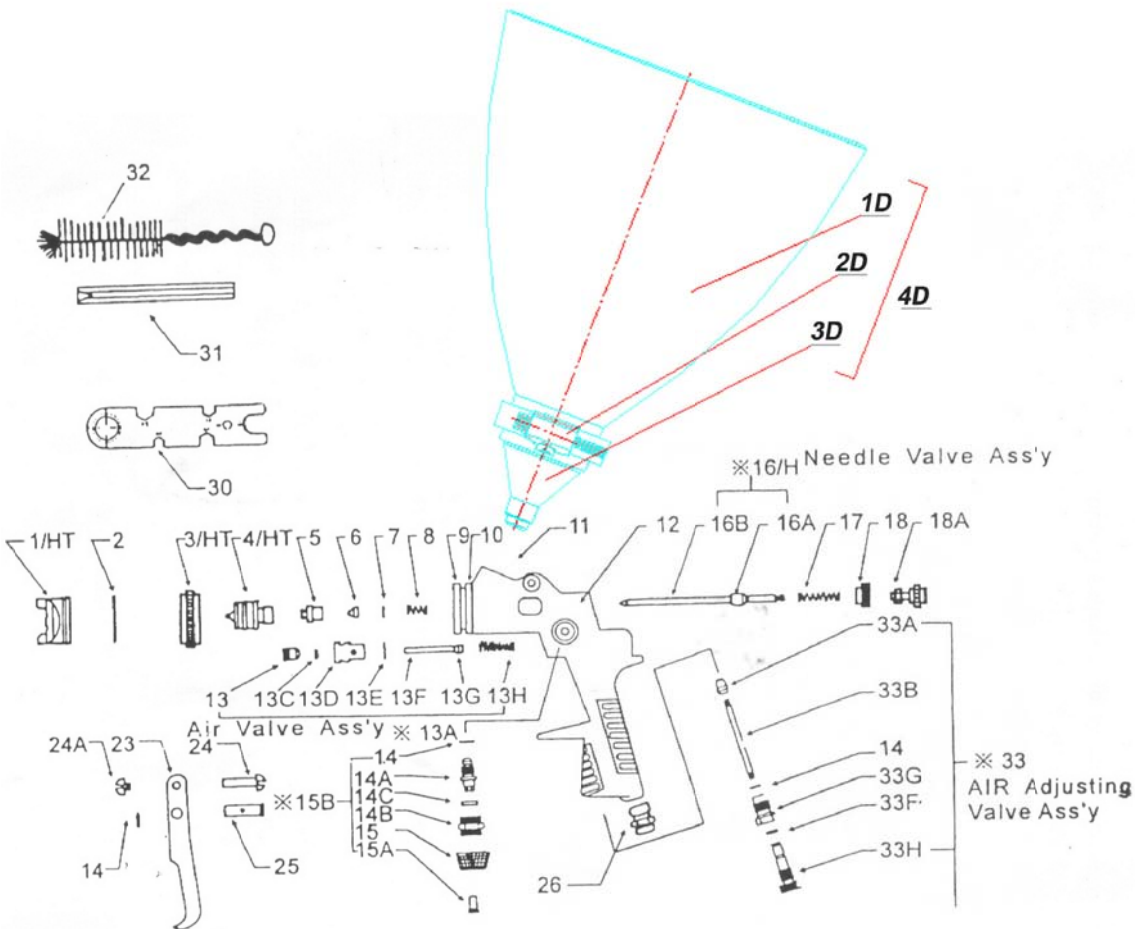 32
1D
2D
4D
3D
31
※16/H Needle Valve Ass'y
30
11 12 16B 16A 17 18 18A
1/HT 2 3/HT 4/HT 5 6 7 8 9 10
33A
13 13C 13D 13E 13F 13G 13H
33B
Air Valve Ass'y ※ 13A
24A 23 24
14
14A
※15B
14C
14B
15
15A
14
33G
33F
33H
※ 33
AIR Adjusting
Valve Ass'y
14 25
26